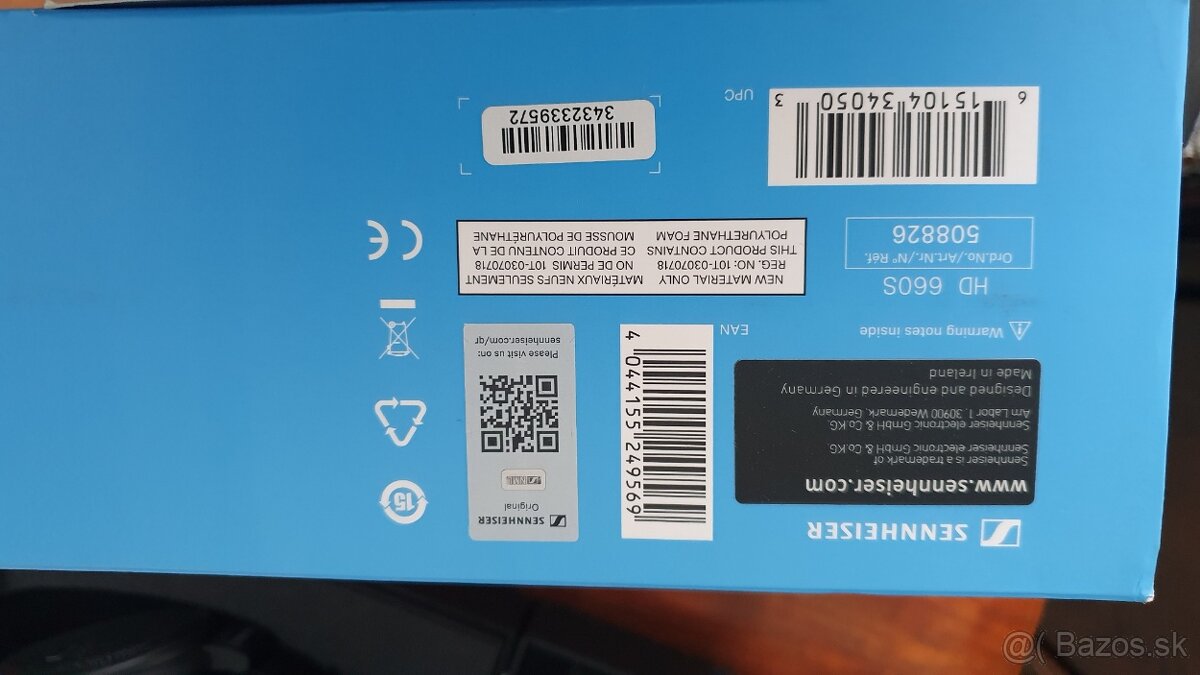 SENNHEISER
www.sennheiser.com
Sennheiser is a trademark of
Sennheiser electronic GmbH & Co KG
Sennheiser electronic GmbH & Co KG
Am Labor 1, 30900 Wedemark, Germany
Designed and engineered in Germany
Made in Ireland
Warning notes inside
HD 660S
Ord.No./Art.Nr./N° Réf.
508826
6 15104 34050 3
UPC
EAN
4 044155 249569
SENNHEISER
Original
Please visit us on:
sennheiser.com/qr
15
NEW MATERIAL ONLY
REG. NO: 10T-03070718
THIS PRODUCT CONTAINS
POLYURETHANE FOAM
MATÉRIAUX NEUFS SEULEMENT
NO DE PERMIS 10T-03070718
CE PRODUIT CONTENU DE LA
MOUSSE DE POLYURÉTHANE
CE
3432339572
@( Bazos.sk